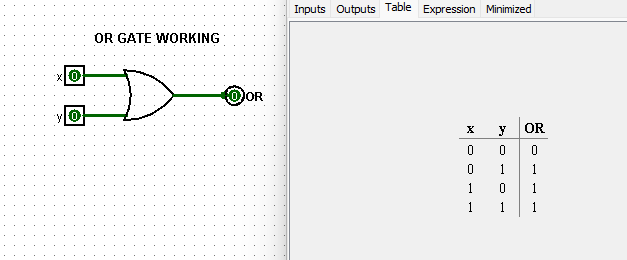 OR GATE WORKING
x 0
y 0
0 OR
Inputs Outputs Table Expression Minimized
x y OR
0 0 0
0 1 1
1 0 1
1 1 1